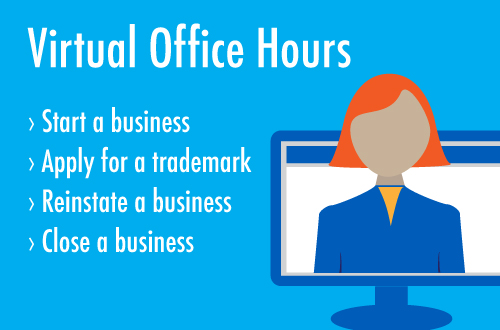 Virtual Office Hours
› Start a business
› Apply for a trademark
› Reinstate a business
› Close a business